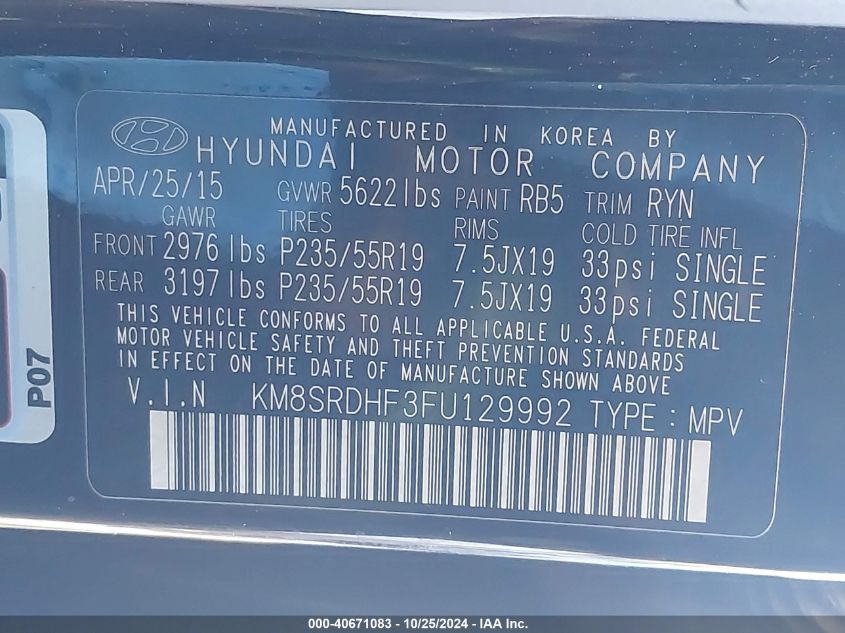 MANUFACTURED IN KOREA BY
HYUNDAI MOTOR COMPANY
APR/25/15 GVWR 5622lbs PAINT RB5 TRIM RYN
GAWR TIRES RIMS COLD TIRE INFL
FRONT 2976lbs P235/55R19 7.5JX19 33psi SINGLE
REAR 3197lbs P235/55R19 7.5JX19 33psi SINGLE
THIS VEHICLE CONFORMS TO ALL APPLICABLE U.S.A. FEDERAL
MOTOR VEHICLE SAFETY AND THEFT PREVENTION STANDARDS
IN EFFECT ON THE DATE OF MANUFACTURE SHOWN ABOVE
V.I.N KM8SRDHF3FU129992 TYPE : MPV
P07
000-40671083 - 10/25/2024 - IAA Inc.